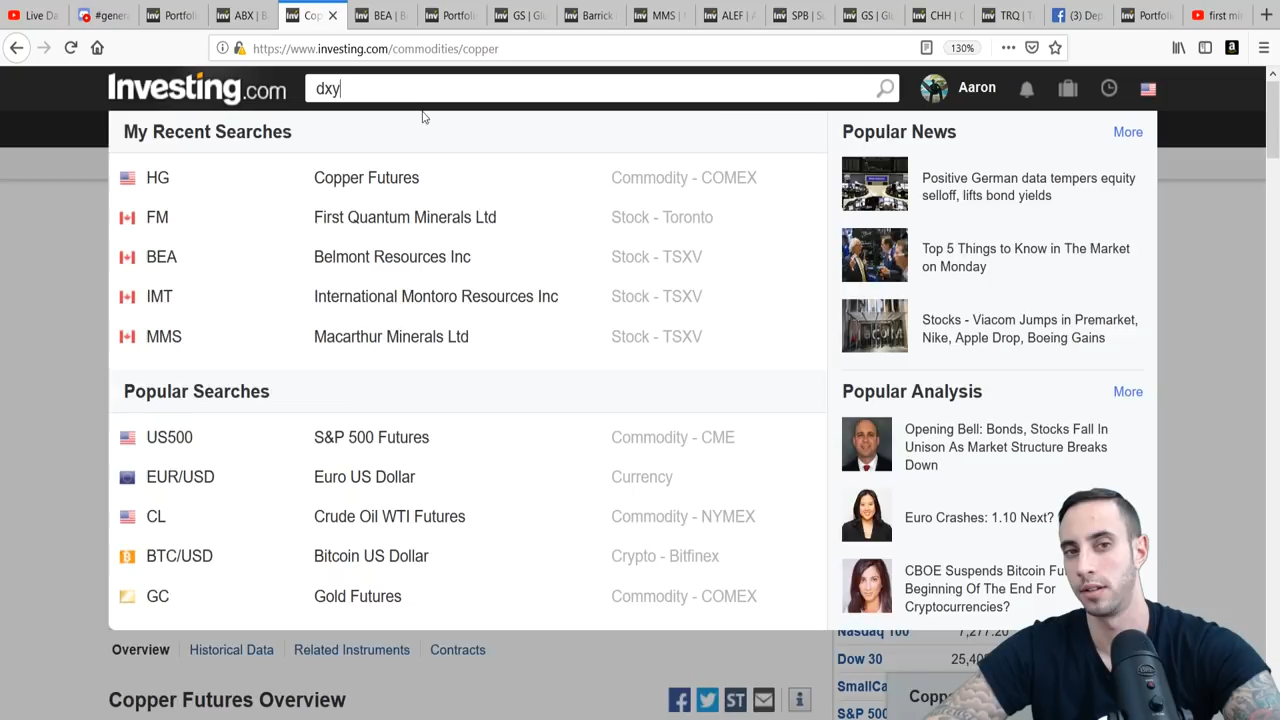 Live Da
#gener
Portfoli
ABX | B
Cop
BEA | B
Portfoli
GS | Glu
Barrick
MMS |
ALEF | A
SPB | S
GS | Glu
CHH | C
TRQ | T
(3) Dep
Portfoli
first mi
https://www.investing.com/commodities/copper
130%
Investing.com
dxy
Aaron
My Recent Searches
HG Copper Futures Commodity - COMEX
FM First Quantum Minerals Ltd Stock - Toronto
BEA Belmont Resources Inc Stock - TSXV
IMT International Montoro Resources Inc Stock - TSXV
MMS Macarthur Minerals Ltd Stock - TSXV
Popular Searches
US500 S&P 500 Futures Commodity - CME
EUR/USD Euro US Dollar Currency
CL Crude Oil WTI Futures Commodity - NYMEX
BTC/USD Bitcoin US Dollar Crypto - Bitfinex
GC Gold Futures Commodity - COMEX
Popular News More
Positive German data tempers equity
selloff, lifts bond yields
Top 5 Things to Know in The Market
on Monday
Stocks - Viacom Jumps in Premarket,
Nike, Apple Drop, Boeing Gains
Popular Analysis More
Opening Bell: Bonds, Stocks Fall In
Unison As Market Structure Breaks
Down
Euro Crashes: 1.10 Next?
CBOE Suspends Bitcoin Fu
Beginning Of The End For
Cryptocurrencies?
Overview Historical Data Related Instruments Contracts
Copper Futures Overview
ST
Nasdaq 100 7,277.20
Dow 30 25,40
SmallCa
S&P 500
Copp